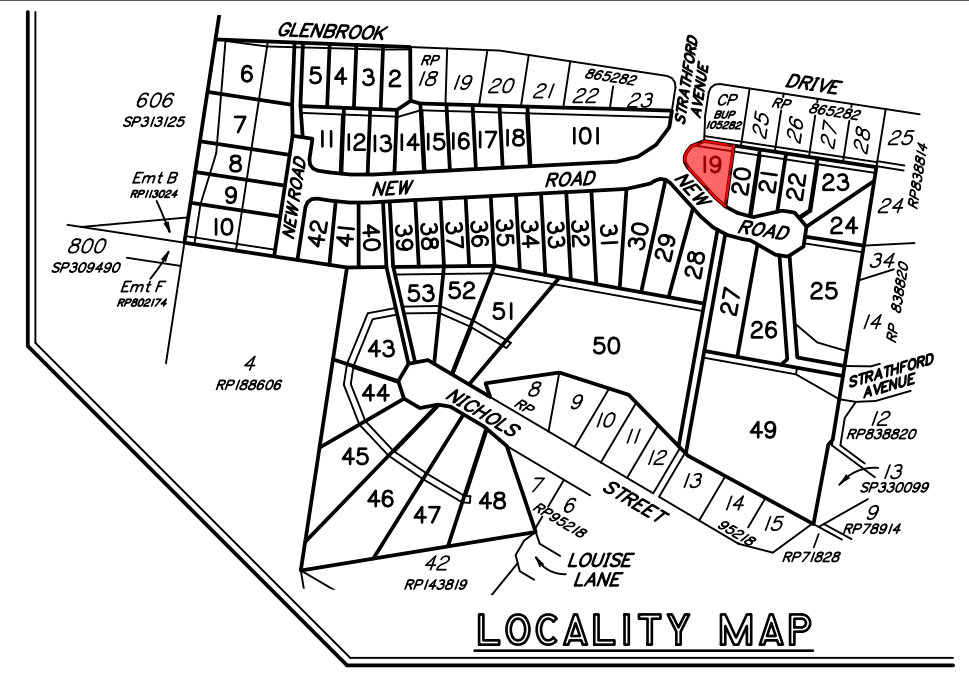 GLENBROOK
DRIVE
STRATHFORD
AVENUE
6
5
4
3
2
RP
18
19
20
21
22
23
865282
CP
BUP
105282
25
RP
26
27
28
865282
25
RP838814
24
606
SP313125
7
8
9
10
11
12
13
14
15
16
17
18
101
19
20
21
22
23
24
NEW ROAD
NEW
ROAD
NEW
ROAD
Emt B
RP113024
800
SP309490
Emt F
RP802174
42
41
40
39
38
37
36
35
34
33
32
31
30
29
28
27
26
25
34
838820
14
RP
53
52
51
50
43
44
45
46
47
48
49
4
RP188606
NICHOLS
STREET
8
RP
9
10
11
12
13
14
15
95218
STRATHFORD
AVENUE
12
RP838820
13
SP330099
9
RP78914
1
RP71828
7
6
RP95218
42
RP143819
LOUISE
LANE
LOCALITY MAP